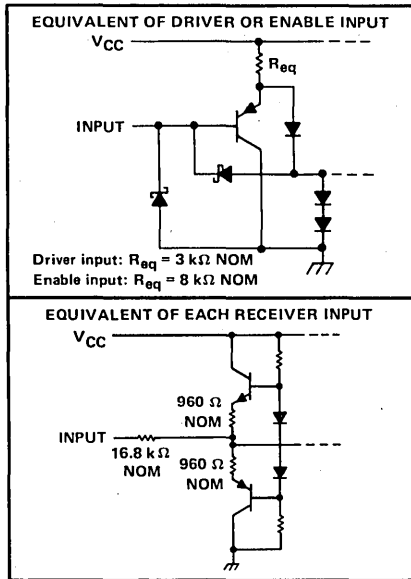 EQUIVALENT OF DRIVER OR ENABLE INPUT
VCC
Req
INPUT
Driver input: Req = 3 kΩ NOM
Enable input: Req = 8 kΩ NOM
EQUIVALENT OF EACH RECEIVER INPUT
VCC
960 Ω
NOM
INPUT
16.8 kΩ
NOM
960 Ω
NOM